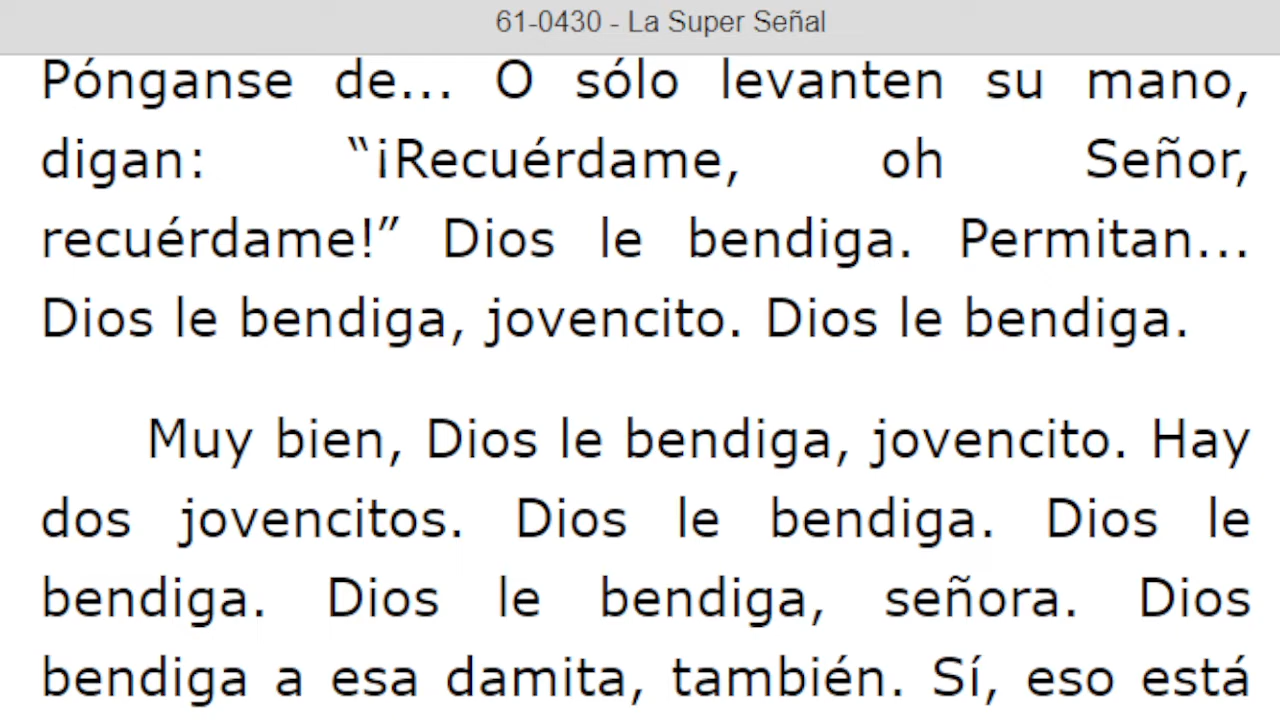 61-0430 - La Super Señal
Pónganse de... O sólo levanten su mano,
digan: “¡Recuérdame, oh Señor,
recuérdame!” Dios le bendiga. Permitan...
Dios le bendiga, jovencito. Dios le bendiga.
Muy bien, Dios le bendiga, jovencito. Hay
dos jovencitos. Dios le bendiga. Dios le
bendiga. Dios le bendiga, señora. Dios
bendiga a esa damita, también. Sí, eso está